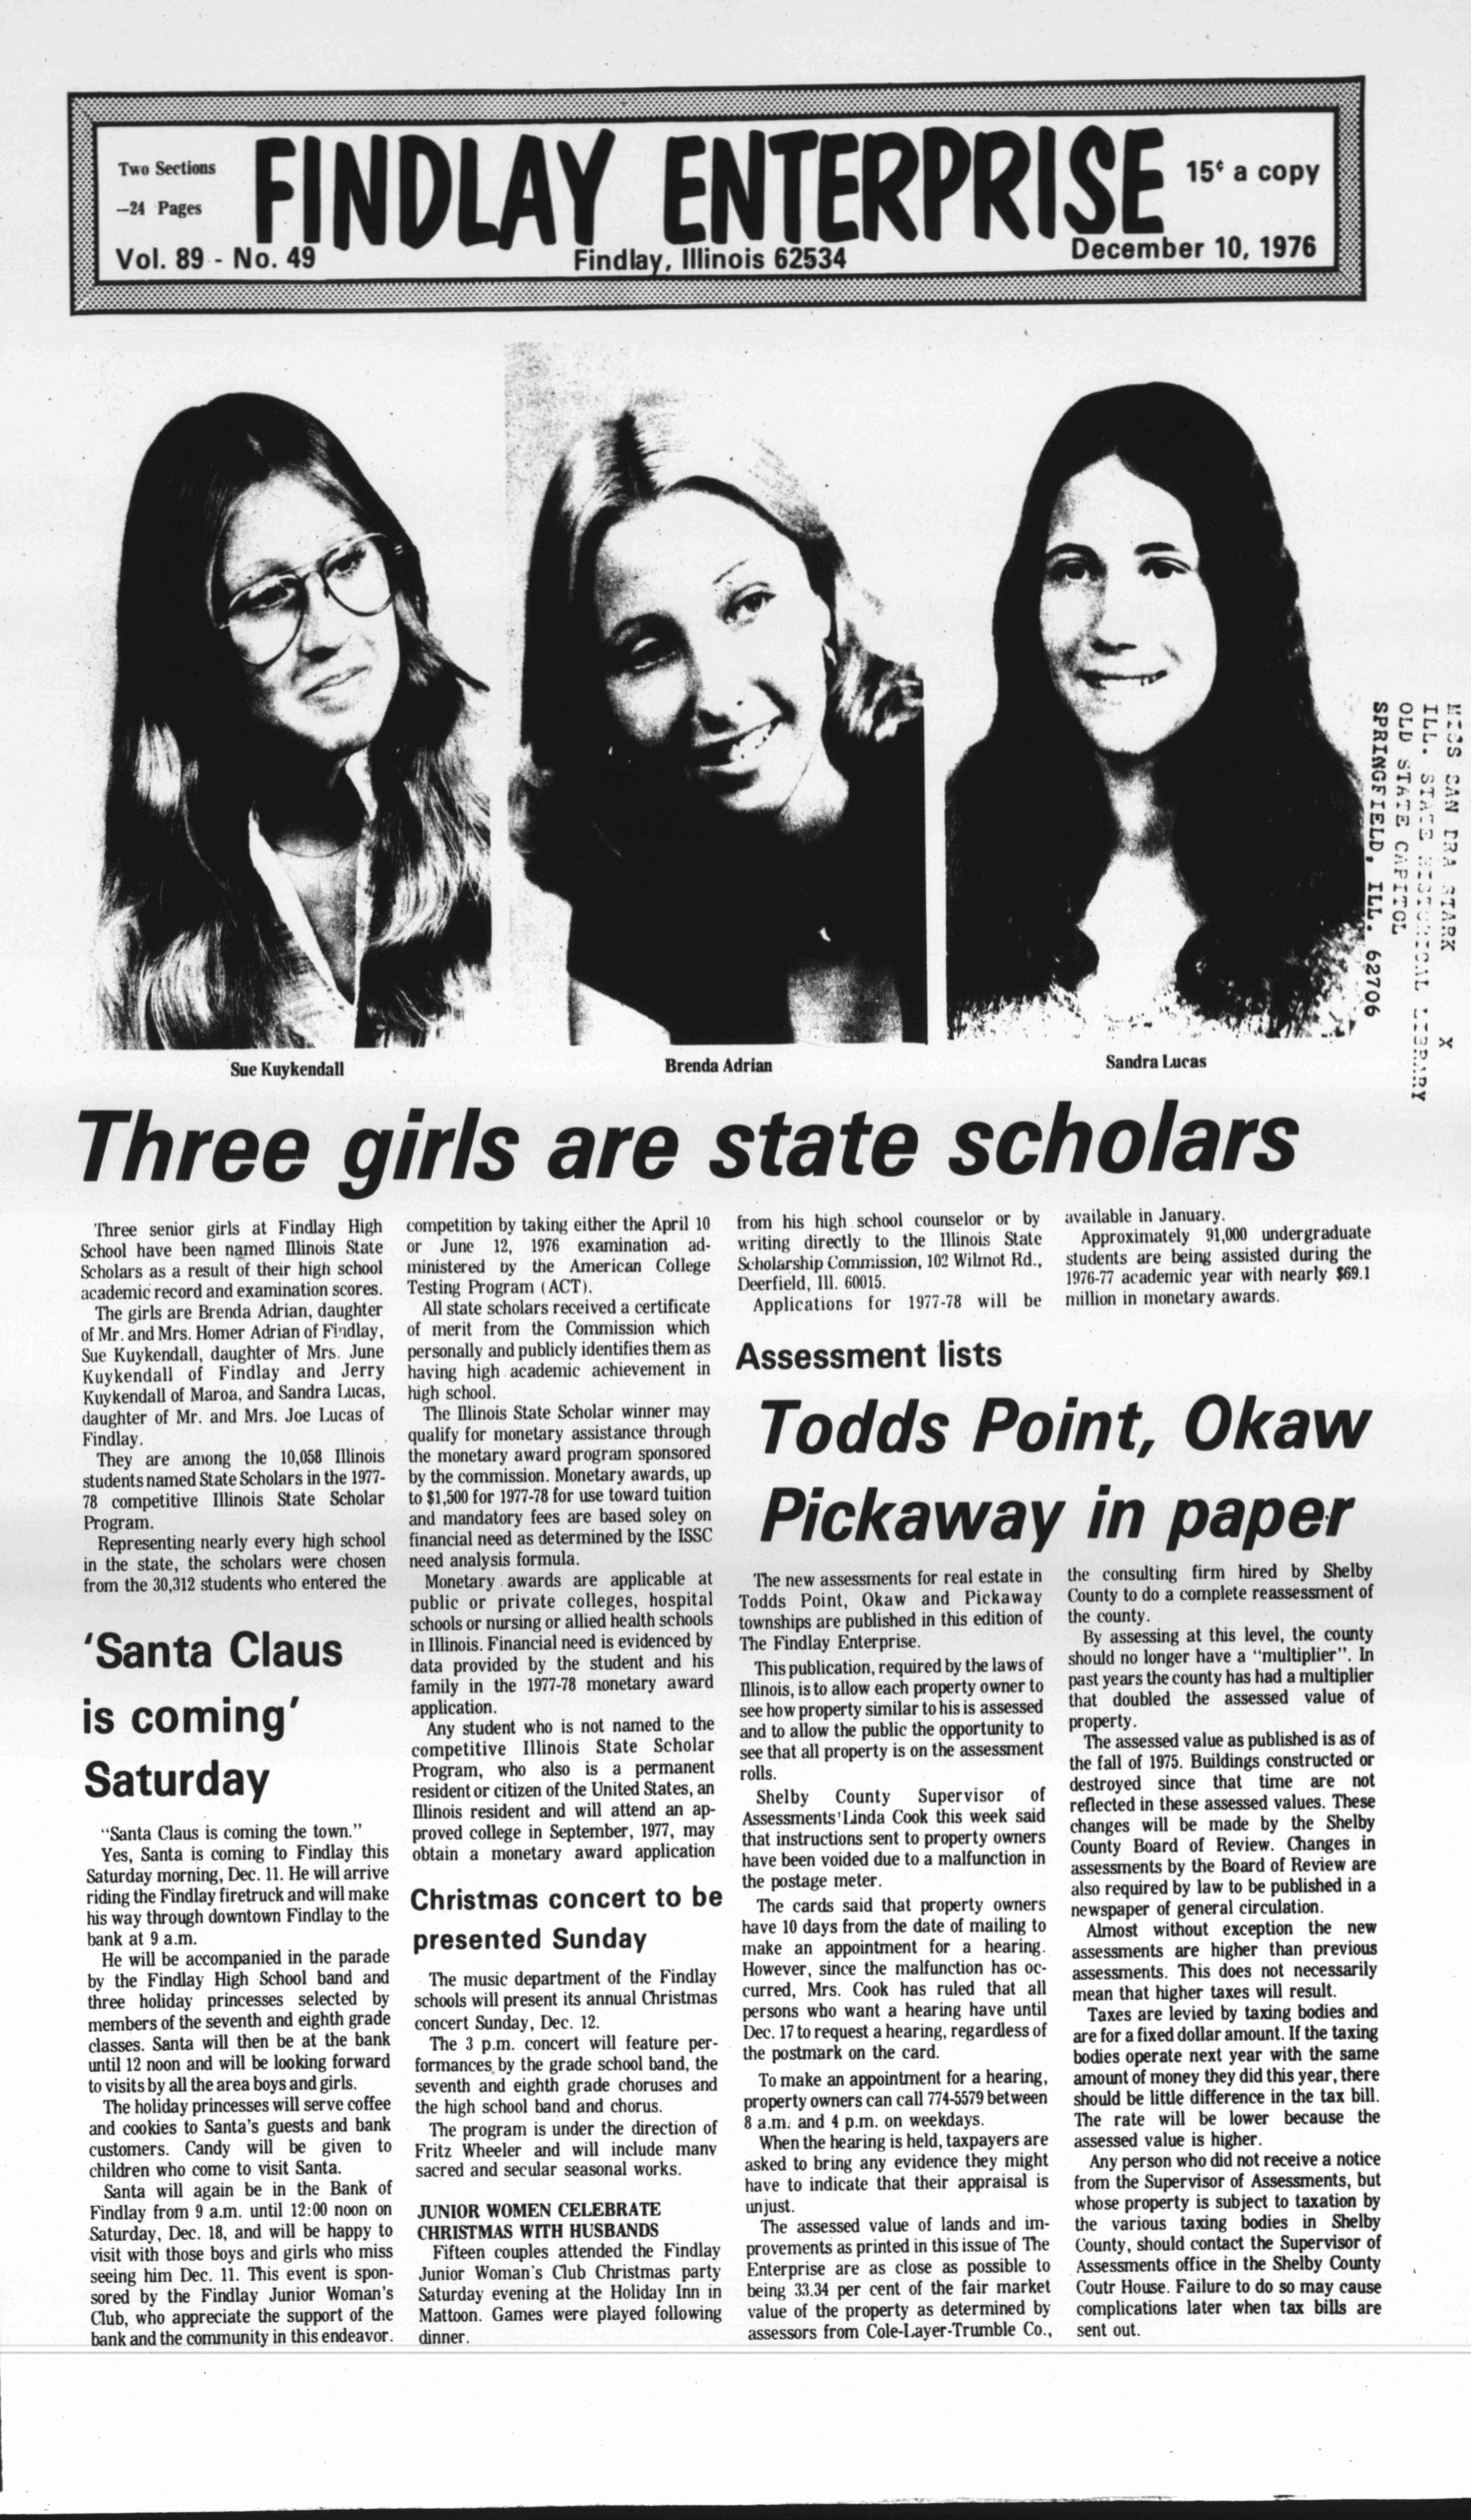 Two Sections
—24 Pages
FINDLAY ENTERPRISE
15¢ a copy
Vol. 89 - No. 49
Findlay, Illinois 62534
December 10, 1976
SAN DRA STARK X
ILL. STATE HISTORICAL LIBRARY
OLD STATE CAPITOL
SPRINGFIELD, ILL. 62706
Sue Kuykendall
Brenda Adrian
Sandra Lucas
Three girls are state scholars
Three senior girls at Findlay High
School have been named Illinois State
Scholars as a result of their high school
academic record and examination scores.
The girls are Brenda Adrian, daughter
of Mr. and Mrs. Homer Adrian of Findlay,
Sue Kuykendall, daughter of Mrs. June
Kuykendall of Findlay and Jerry
Kuykendall of Maroa, and Sandra Lucas,
daughter of Mr. and Mrs. Joe Lucas of
Findlay.
They are among the 10,058 Illinois
students named State Scholars in the 1977-
78 competitive Illinois State Scholar
Program.
Representing nearly every high school
in the state, the scholars were chosen
from the 30,312 students who entered the
competition by taking either the April 10
or June 12, 1976 examination ad-
ministered by the American College
Testing Program (ACT).
All state scholars received a certificate
of merit from the Commission which
personally and publicly identifies them as
having high academic achievement in
high school.
The Illinois State Scholar winner may
qualify for monetary assistance through
the monetary award program sponsored
by the commission. Monetary awards, up
to $1,500 for 1977-78 for use toward tuition
and mandatory fees are based soley on
financial need as determined by the ISSC
need analysis formula.
Monetary awards are applicable at
public or private colleges, hospital
schools or nursing or allied health schools
in Illinois. Financial need is evidenced by
data provided by the student and his
family in the 1977-78 monetary award
application.
Any student who is not named to the
competitive Illinois State Scholar
Program, who also is a permanent
resident or citizen of the United States, an
Illinois resident and will attend an ap-
proved college in September, 1977, may
obtain a monetary award application
from his high school counselor or by
writing directly to the Illinois State
Scholarship Commission, 102 Wilmot Rd.,
Deerfield, Ill. 60015.
Applications for 1977-78 will be
available in January.
Approximately 91,000 undergraduate
students are being assisted during the
1976-77 academic year with nearly $69.1
million in monetary awards.
'Santa Claus
is coming'
Saturday
"Santa Claus is coming the town."
Yes, Santa is coming to Findlay this
Saturday morning, Dec. 11. He will arrive
riding the Findlay firetruck and will make
his way through downtown Findlay to the
bank at 9 a.m.
He will be accompanied in the parade
by the Findlay High School band and
three holiday princesses selected by
members of the seventh and eighth grade
classes. Santa will then be at the bank
until 12 noon and will be looking forward
to visits by all the area boys and girls.
The holiday princesses will serve coffee
and cookies to Santa's guests and bank
customers. Candy will be given to
children who come to visit Santa.
Santa will again be in the Bank of
Findlay from 9 a.m. until 12:00 noon on
Saturday, Dec. 18, and will be happy to
visit with those boys and girls who miss
seeing him Dec. 11. This event is spon-
sored by the Findlay Junior Woman's
Club, who appreciate the support of the
bank and the community in this endeavor.
Christmas concert to be
presented Sunday
The music department of the Findlay
schools will present its annual Christmas
concert Sunday, Dec. 12.
The 3 p.m. concert will feature per-
formances by the grade school band, the
seventh and eighth grade choruses and
the high school band and chorus.
The program is under the direction of
Fritz Wheeler and will include many
sacred and secular seasonal works.
JUNIOR WOMEN CELEBRATE
CHRISTMAS WITH HUSBANDS
Fifteen couples attended the Findlay
Junior Woman's Club Christmas party
Saturday evening at the Holiday Inn in
Mattoon. Games were played following
dinner.
Assessment lists
Todds Point, Okaw
Pickaway in paper
The new assessments for real estate in
Todds Point, Okaw and Pickaway
townships are published in this edition of
The Findlay Enterprise.
This publication, required by the laws of
Illinois, is to allow each property owner to
see how property similar to his is assessed
and to allow the public the opportunity to
see that all property is on the assessment
rolls.
Shelby County Supervisor of
Assessments Linda Cook this week said
that instructions sent to property owners
have been voided due to a malfunction in
the postage meter.
The cards said that property owners
have 10 days from the date of mailing to
make an appointment for a hearing.
However, since the malfunction has oc-
curred, Mrs. Cook has ruled that all
persons who want a hearing have until
Dec. 17 to request a hearing, regardless of
the postmark on the card.
To make an appointment for a hearing,
property owners can call 774-5579 between
8 a.m. and 4 p.m. on weekdays.
When the hearing is held, taxpayers are
asked to bring any evidence they might
have to indicate that their appraisal is
unjust.
The assessed value of lands and im-
provements as printed in this issue of The
Enterprise are as close as possible to
being 33.34 per cent of the fair market
value of the property as determined by
assessors from Cole-Layer-Trumble Co.,
the consulting firm hired by Shelby
County to do a complete reassessment of
the county.
By assessing at this level, the county
should no longer have a "multiplier". In
past years the county has had a multiplier
that doubled the assessed value of
property.
The assessed value as published is as of
the fall of 1975. Buildings constructed or
destroyed since that time are not
reflected in these assessed values. These
changes will be made by the Shelby
County Board of Review. Changes in
assessments by the Board of Review are
also required by law to be published in a
newspaper of general circulation.
Almost without exception the new
assessments are higher than previous
assessments. This does not necessarily
mean that higher taxes will result.
Taxes are levied by taxing bodies and
are for a fixed dollar amount. If the taxing
bodies operate next year with the same
amount of money they did this year, there
should be little difference in the tax bill.
The rate will be lower because the
assessed value is higher.
Any person who did not receive a notice
from the Supervisor of Assessments, but
whose property is subject to taxation by
the various taxing bodies in Shelby
County, should contact the Supervisor of
Assessments office in the Shelby County
Coutr House. Failure to do so may cause
complications later when tax bills are
sent out.